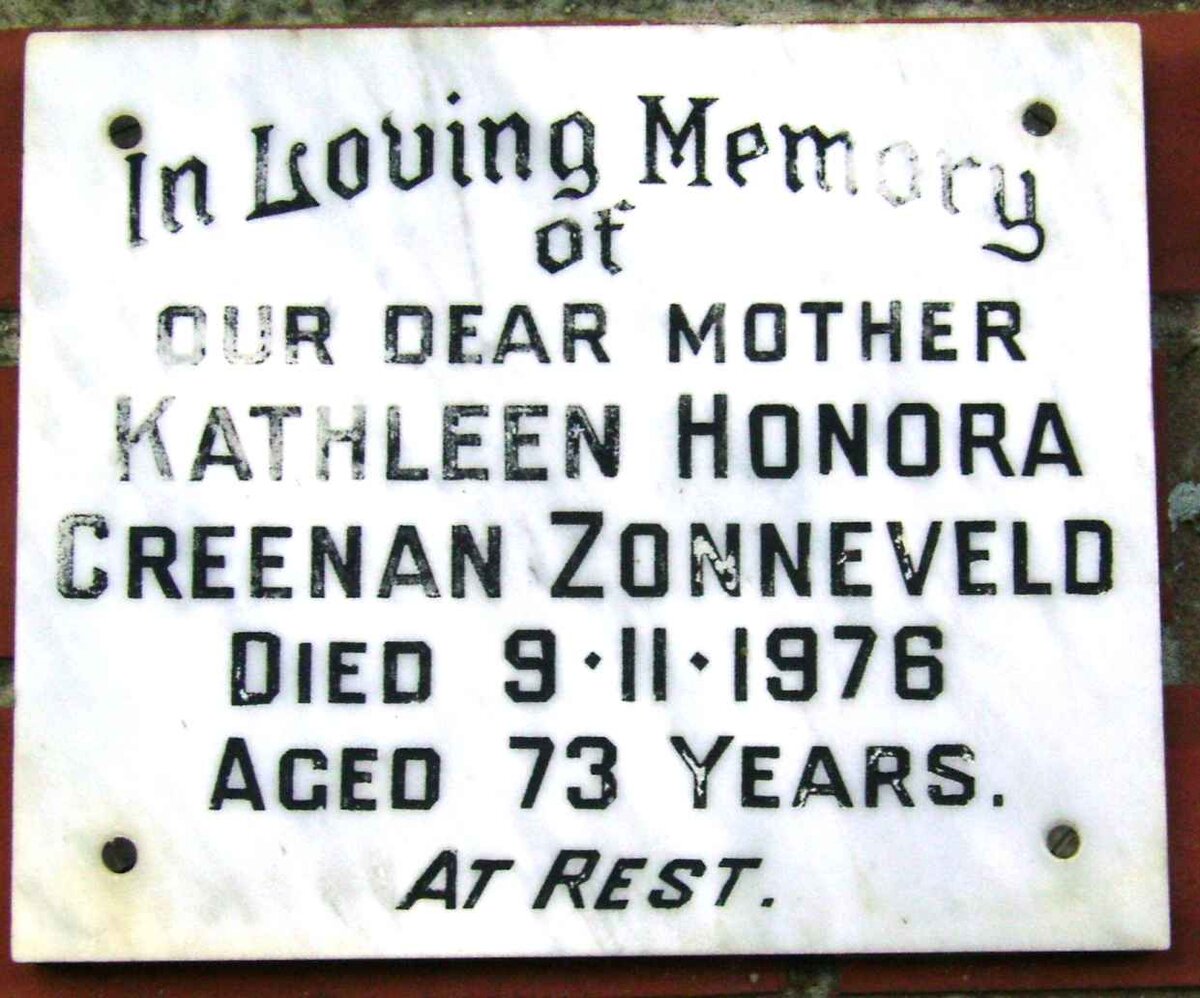 In Loving Memory
of
OUR DEAR MOTHER
KATHLEEN HONORA
CREENAN ZONNEVELD
DIED 9·11·1976
AGED 73 YEARS.
AT REST.